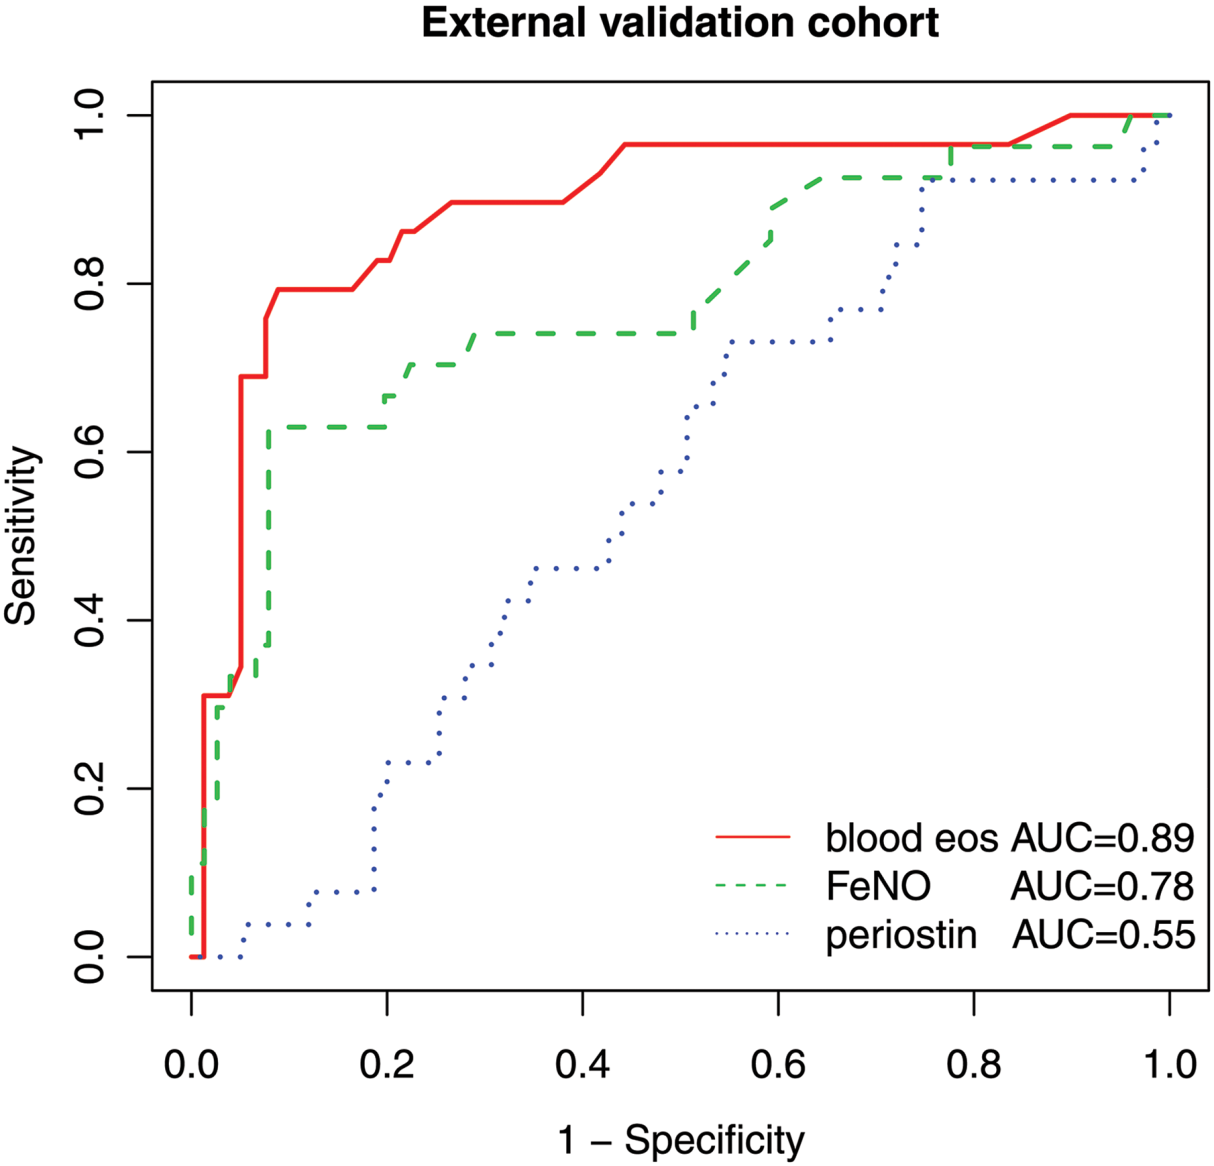 External validation cohort
Sensitivity
1.0
0.8
0.6
0.4
0.2
0.0
blood eos AUC=0.89
FeNO AUC=0.78
periostin AUC=0.55
0.0 0.2 0.4 0.6 0.8 1.0
1 – Specificity